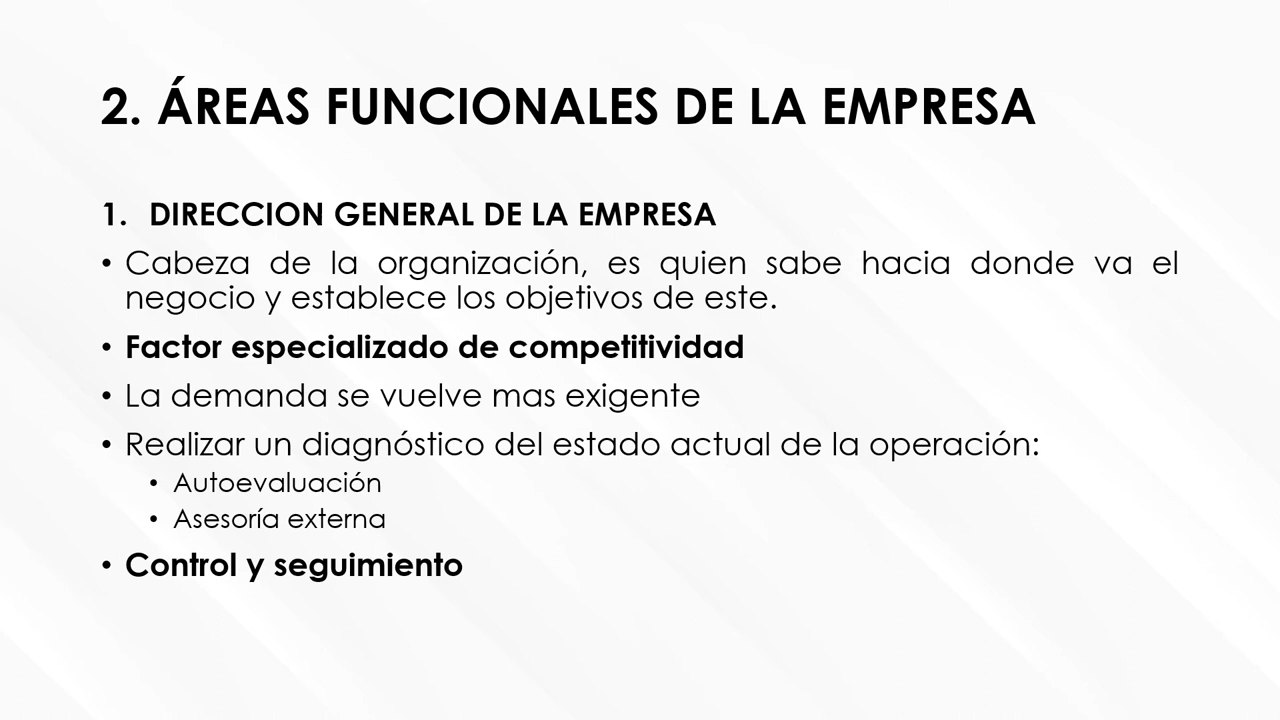 2. ÁREAS FUNCIONALES DE LA EMPRESA
1. DIRECCION GENERAL DE LA EMPRESA
• Cabeza de la organización, es quien sabe hacia donde va el
negocio y establece los objetivos de este.
• Factor especializado de competitividad
• La demanda se vuelve mas exigente
• Realizar un diagnóstico del estado actual de la operación:
• Autoevaluación
• Asesoría externa
• Control y seguimiento